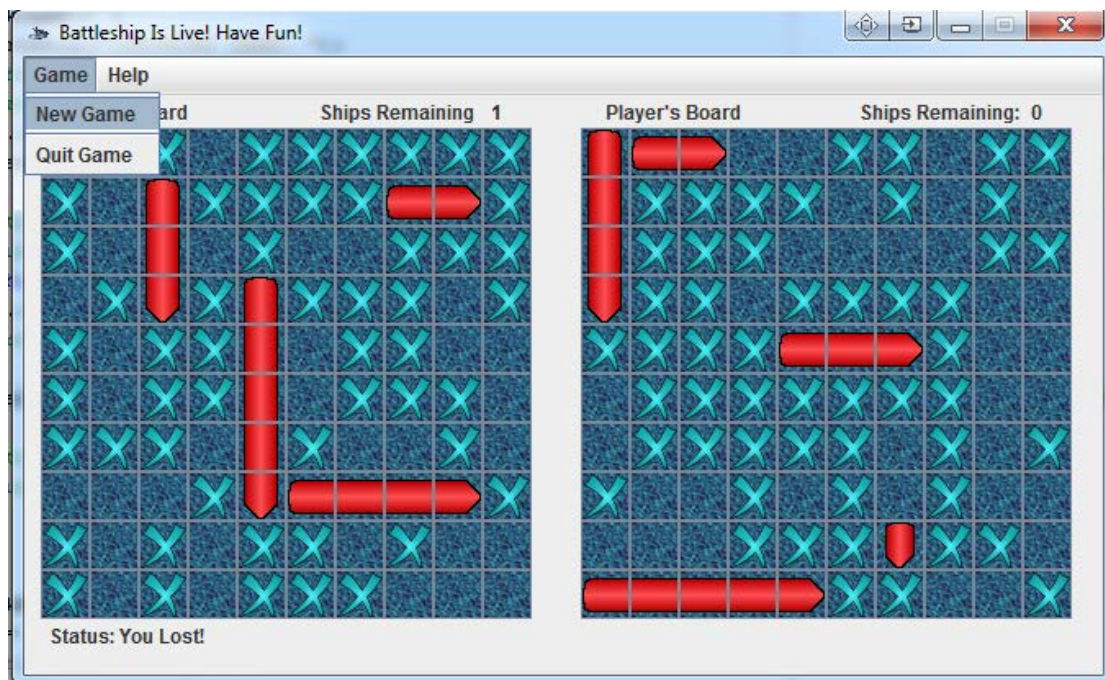 Battleship Is Live! Have Fun!
Game Help
New Game
Quit Game
Ships Remaining 1
Player's Board Ships Remaining: 0
Status: You Lost!